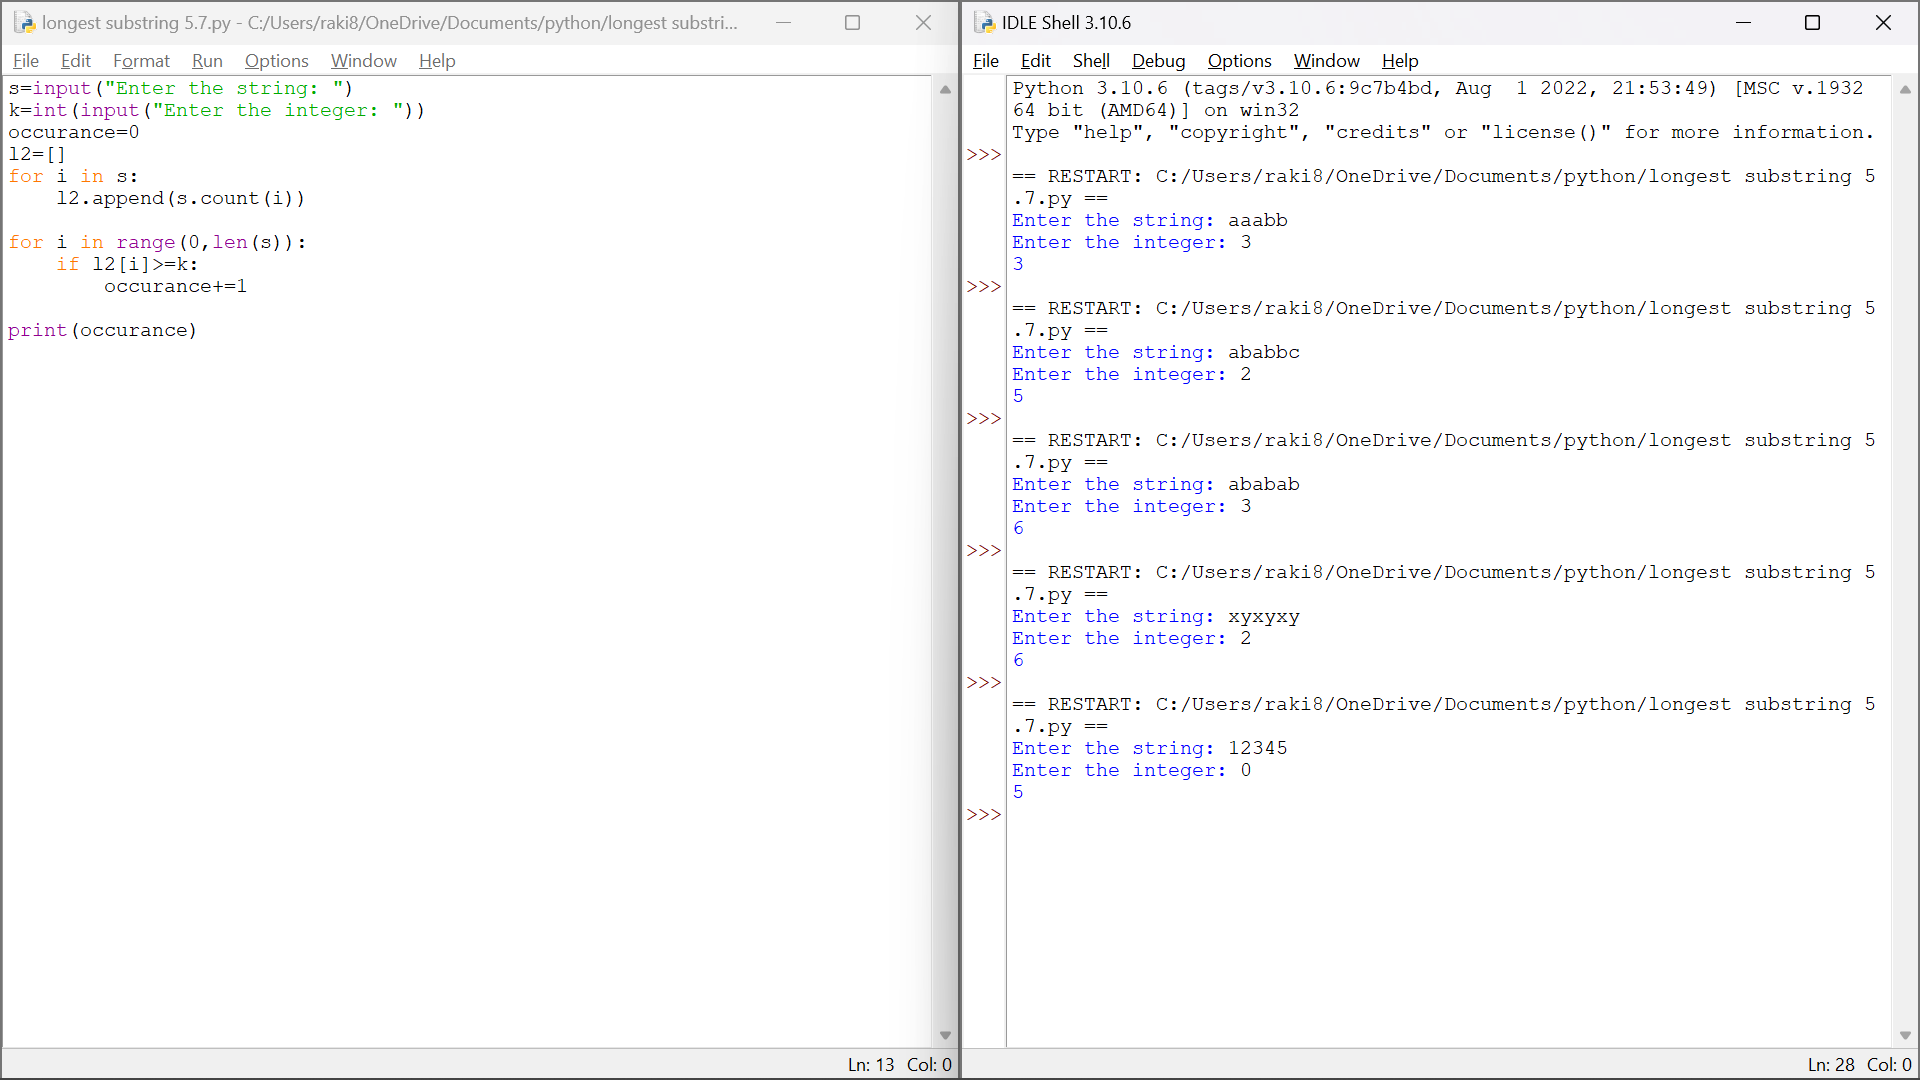 longest substring 5.7.py - C:/Users/raki8/OneDrive/Documents/python/longest substri...
File Edit Format Run Options Window Help
s=input("Enter the string: ")
k=int(input("Enter the integer: "))
occurance=0
l2=[]
for i in s:
    l2.append(s.count(i))
for i in range(0,len(s)):
    if l2[i]>=k:
        occurance+=1
print(occurance)
Ln: 13 Col: 0
IDLE Shell 3.10.6
File Edit Shell Debug Options Window Help
Python 3.10.6 (tags/v3.10.6:9c7b4bd, Aug  1 2022, 21:53:49) [MSC v.1932
64 bit (AMD64)] on win32
Type "help", "copyright", "credits" or "license()" for more information.
>>>
== RESTART: C:/Users/raki8/OneDrive/Documents/python/longest substring 5
.7.py ==
Enter the string: aaabb
Enter the integer: 3
3
>>>
== RESTART: C:/Users/raki8/OneDrive/Documents/python/longest substring 5
.7.py ==
Enter the string: ababbc
Enter the integer: 2
5
>>>
== RESTART: C:/Users/raki8/OneDrive/Documents/python/longest substring 5
.7.py ==
Enter the string: ababab
Enter the integer: 3
6
>>>
== RESTART: C:/Users/raki8/OneDrive/Documents/python/longest substring 5
.7.py ==
Enter the string: xyxyxy
Enter the integer: 2
6
>>>
== RESTART: C:/Users/raki8/OneDrive/Documents/python/longest substring 5
.7.py ==
Enter the string: 12345
Enter the integer: 0
5
>>>
Ln: 28 Col: 0